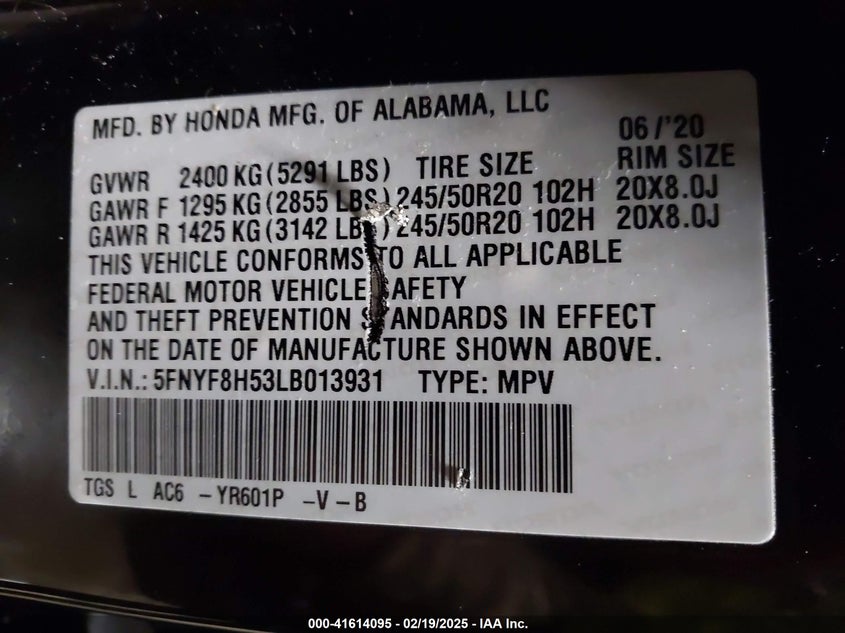 MFD. BY HONDA MFG. OF ALABAMA, LLC
06/'20
GVWR 2400 KG (5291 LBS) TIRE SIZE RIM SIZE
GAWR F 1295 KG (2855 LBS) 245/50R20 102H 20X8.0J
GAWR R 1425 KG (3142 LBS) 245/50R20 102H 20X8.0J
THIS VEHICLE CONFORMS TO ALL APPLICABLE
FEDERAL MOTOR VEHICLE SAFETY
AND THEFT PREVENTION STANDARDS IN EFFECT
ON THE DATE OF MANUFACTURE SHOWN ABOVE.
V.I.N.: 5FNYF8H53LB013931 TYPE: MPV
TGS L AC6 -YR601P -V-B
000-41614095 - 02/19/2025 - IAA Inc.